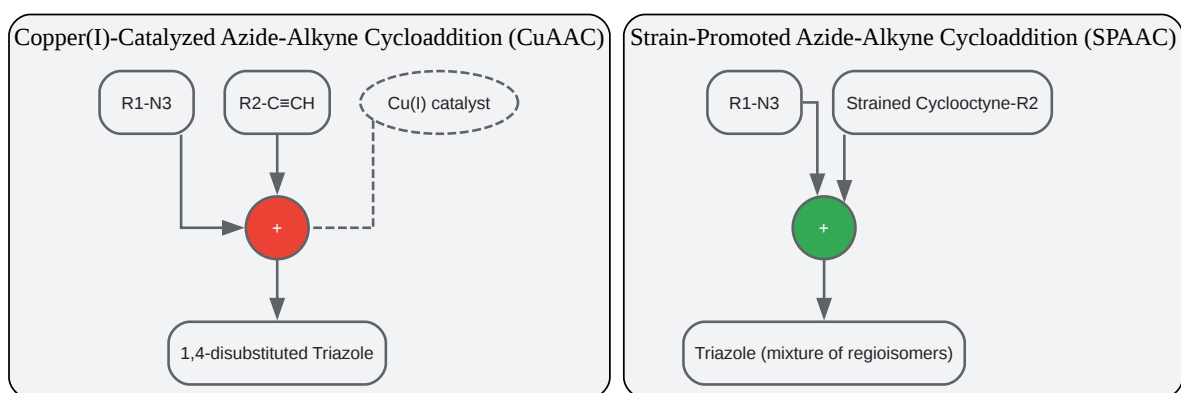 Copper(I)-Catalyzed Azide-Alkyne Cycloaddition (CuAAC)
R1-N3
R2-C≡CH
Cu(I) catalyst
+
1,4-disubstituted Triazole
Strain-Promoted Azide-Alkyne Cycloaddition (SPAAC)
R1-N3
Strained Cyclooctyne-R2
+
Triazole (mixture of regioisomers)